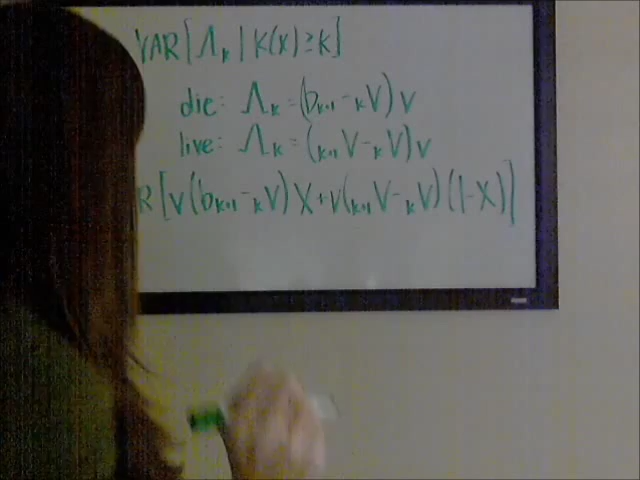 VAR[Λₖ | K(x) ≥ k]
die: Λₖ = (bₖ₊₁ - ₖV) v
live: Λₖ = (ₖ₊₁V - ₖV) v
R[v(bₖ₊₁ - ₖV) X + v(ₖ₊₁V - ₖV)(1-X)]